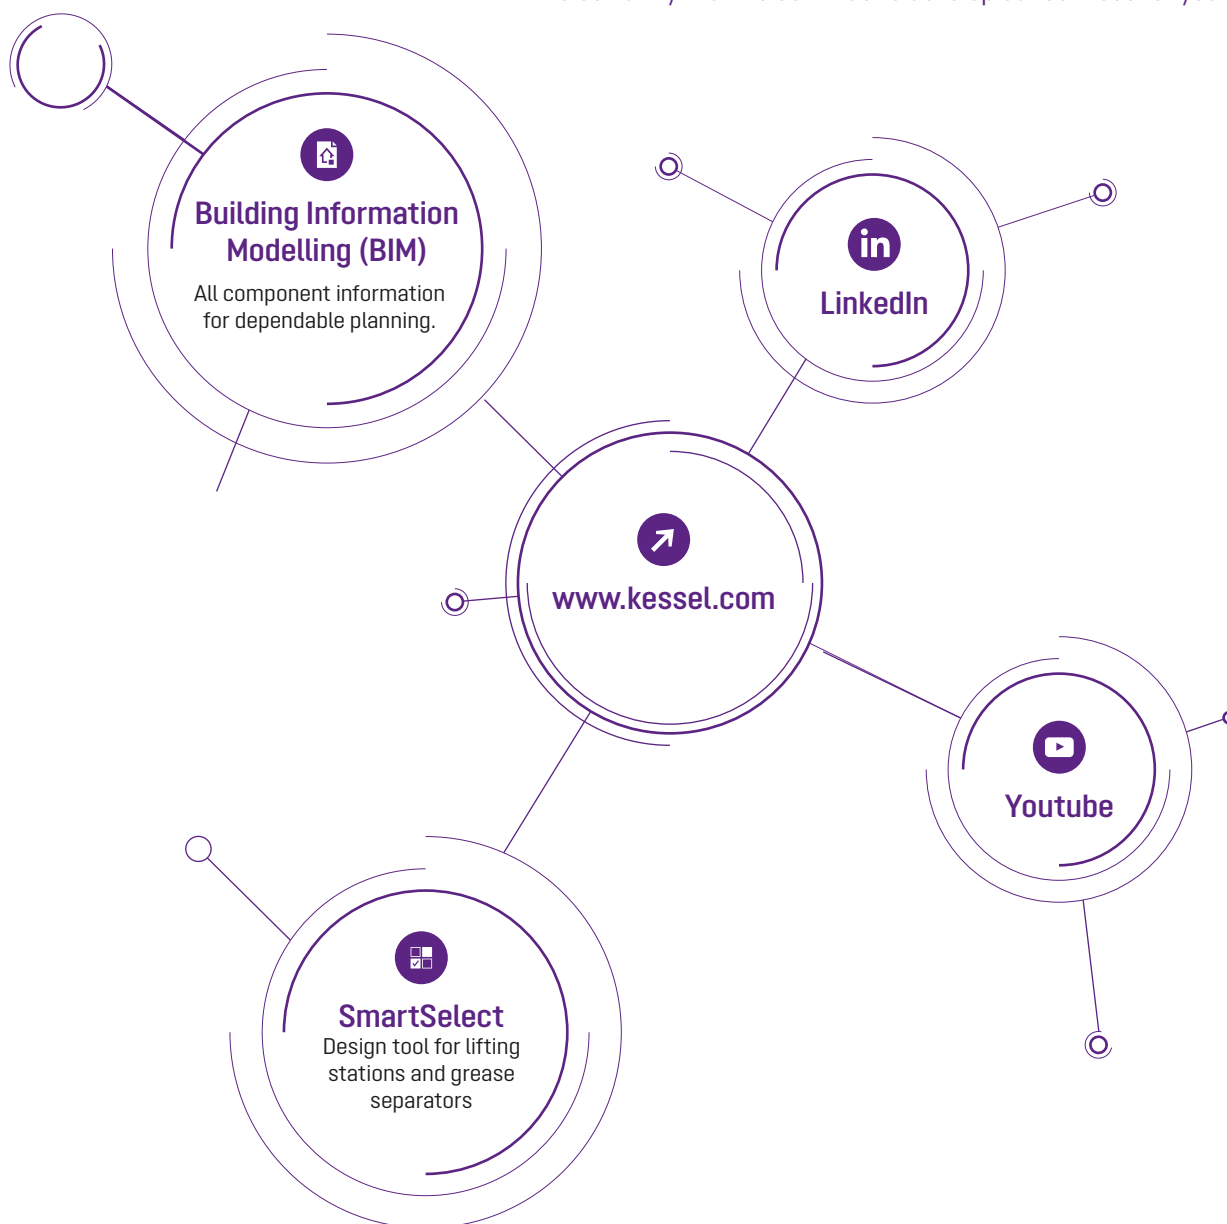 Building Information
Modelling (BIM)
All component information
for dependable planning.
in
LinkedIn
www.kessel.com
Youtube
SmartSelect
Design tool for lifting
stations and grease
separators